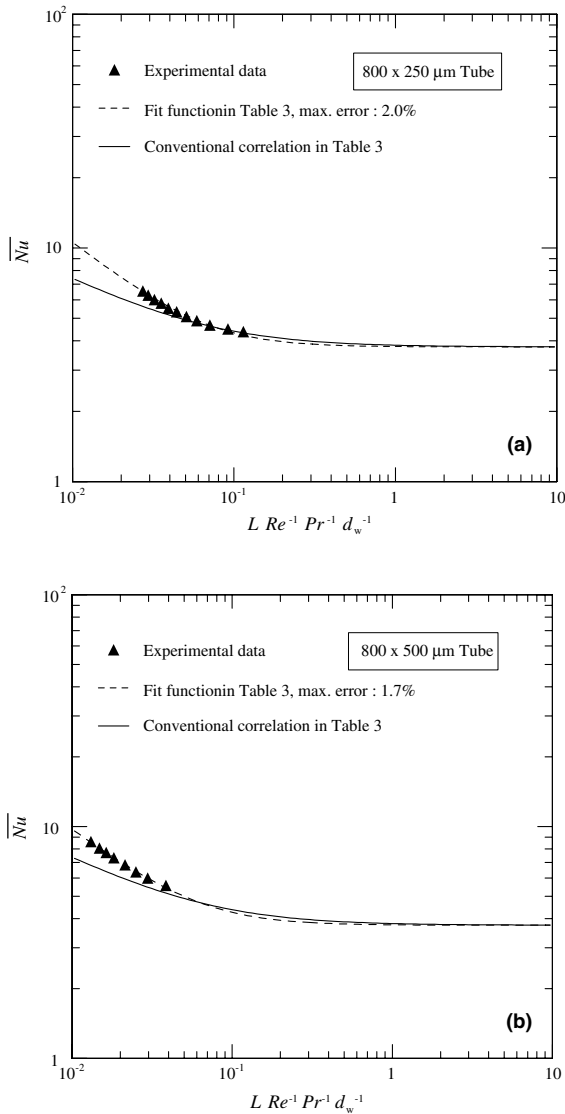 10²
Experimental data
800 x 250 µm Tube
Fit functionin Table 3, max. error : 2.0%
Conventional correlation in Table 3
10
Nu
(a)
1
10⁻² 10⁻¹ 1 10
L Re⁻¹ Pr⁻¹ d_w⁻¹
10²
Experimental data
800 x 500 µm Tube
Fit functionin Table 3, max. error : 1.7%
Conventional correlation in Table 3
10
Nu
(b)
1
10⁻² 10⁻¹ 1 10
L Re⁻¹ Pr⁻¹ d_w⁻¹